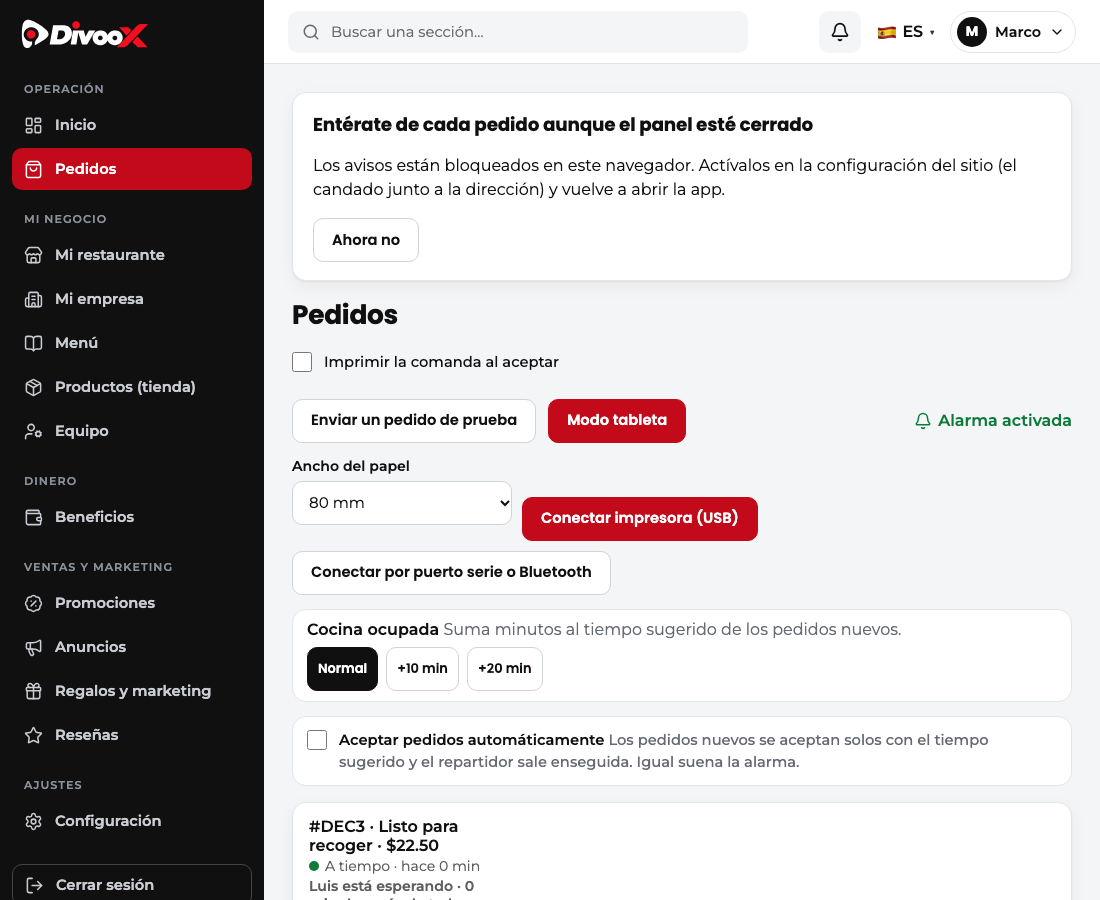 DivooX
Buscar una sección...
ES
M
Marco
OPERACIÓN
Inicio
Pedidos
MI NEGOCIO
Mi restaurante
Mi empresa
Menú
Productos (tienda)
Equipo
DINERO
Beneficios
VENTAS Y MARKETING
Promociones
Anuncios
Regalos y marketing
Reseñas
AJUSTES
Configuración
Cerrar sesión
Entérate de cada pedido aunque el panel esté cerrado
Los avisos están bloqueados en este navegador. Actívalos en la configuración del sitio (el
candado junto a la dirección) y vuelve a abrir la app.
Ahora no
Pedidos
Imprimir la comanda al aceptar
Enviar un pedido de prueba
Modo tableta
Alarma activada
Ancho del papel
80 mm
Conectar impresora (USB)
Conectar por puerto serie o Bluetooth
Cocina ocupada Suma minutos al tiempo sugerido de los pedidos nuevos.
Normal
+10 min
+20 min
Aceptar pedidos automáticamente Los pedidos nuevos se aceptan solos con el tiempo
sugerido y el repartidor sale enseguida. Igual suena la alarma.
#DEC3 · Listo para
recoger · $22.50
A tiempo · hace 0 min
Luis está esperando · 0